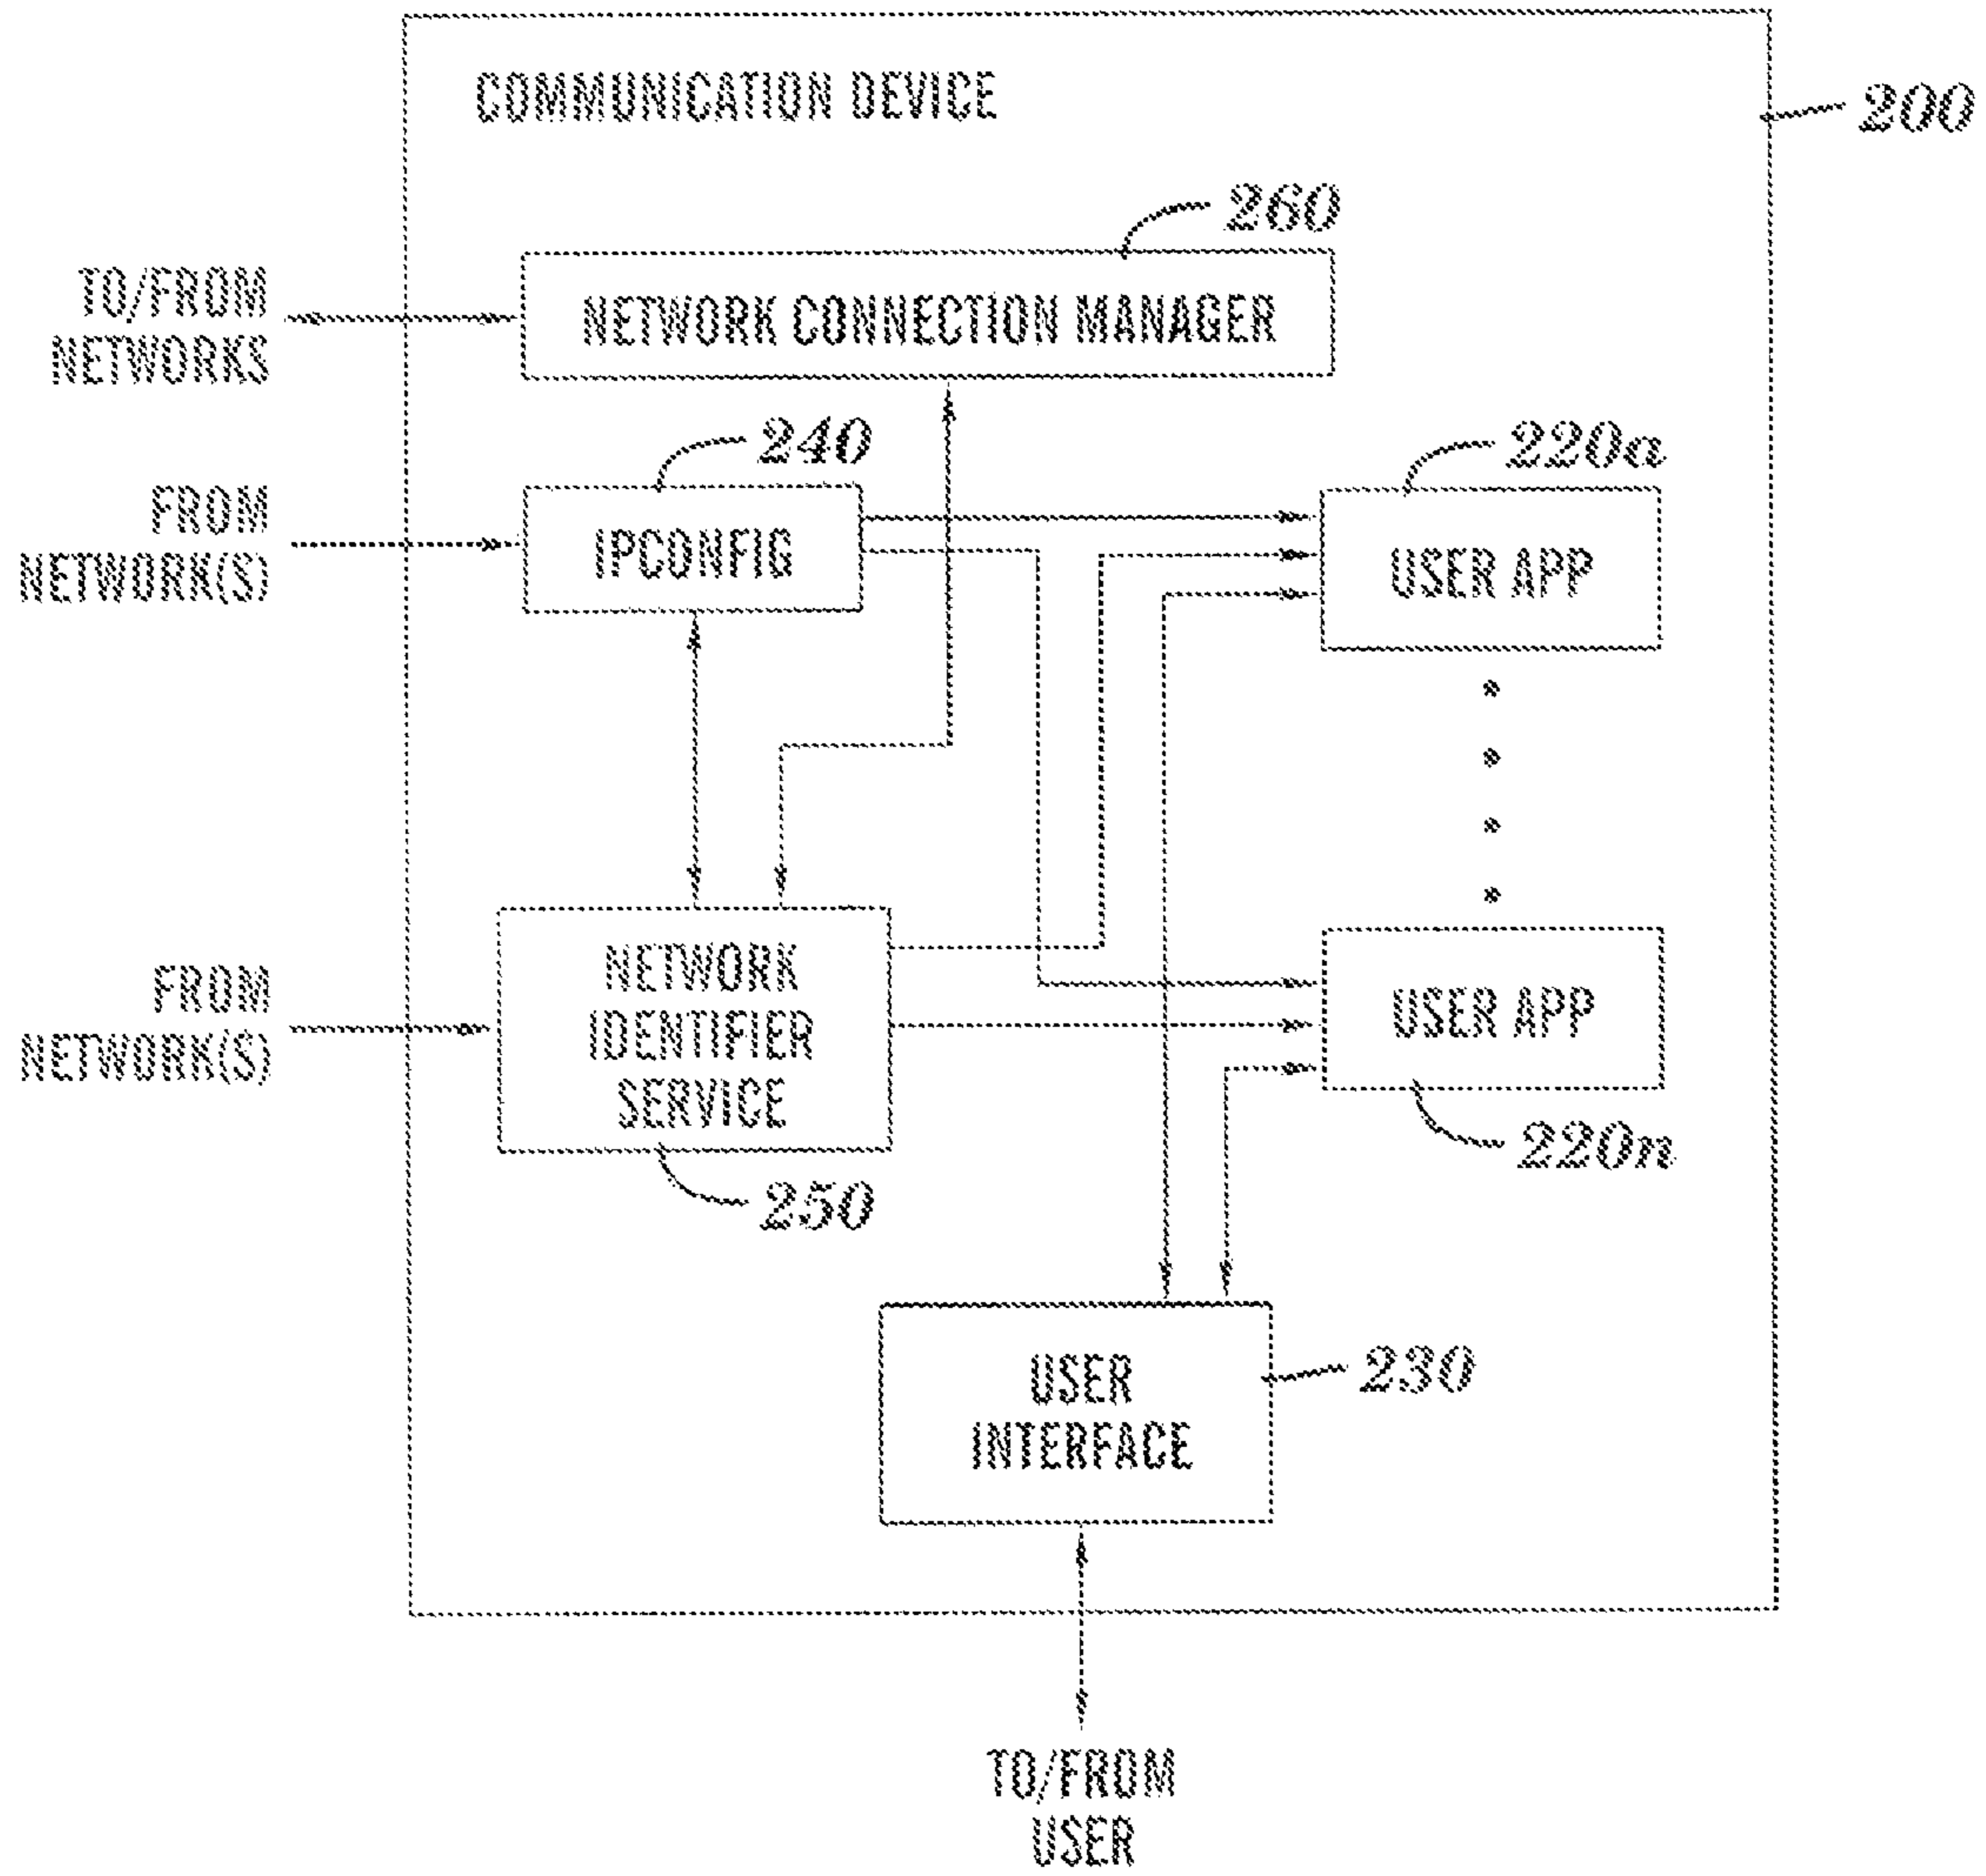 COMMUNICATION DEVICE
200
260
TO/FROM
NETWORKS
NETWORK CONNECTION MANAGER
240
220a
FROM
NETWORK(S)
IPCONFIG
USER APP
FROM
NETWORK(S)
NETWORK
IDENTIFIER
SERVICE
USER APP
220n
250
USER
INTERFACE
230
TO/FROM
USER